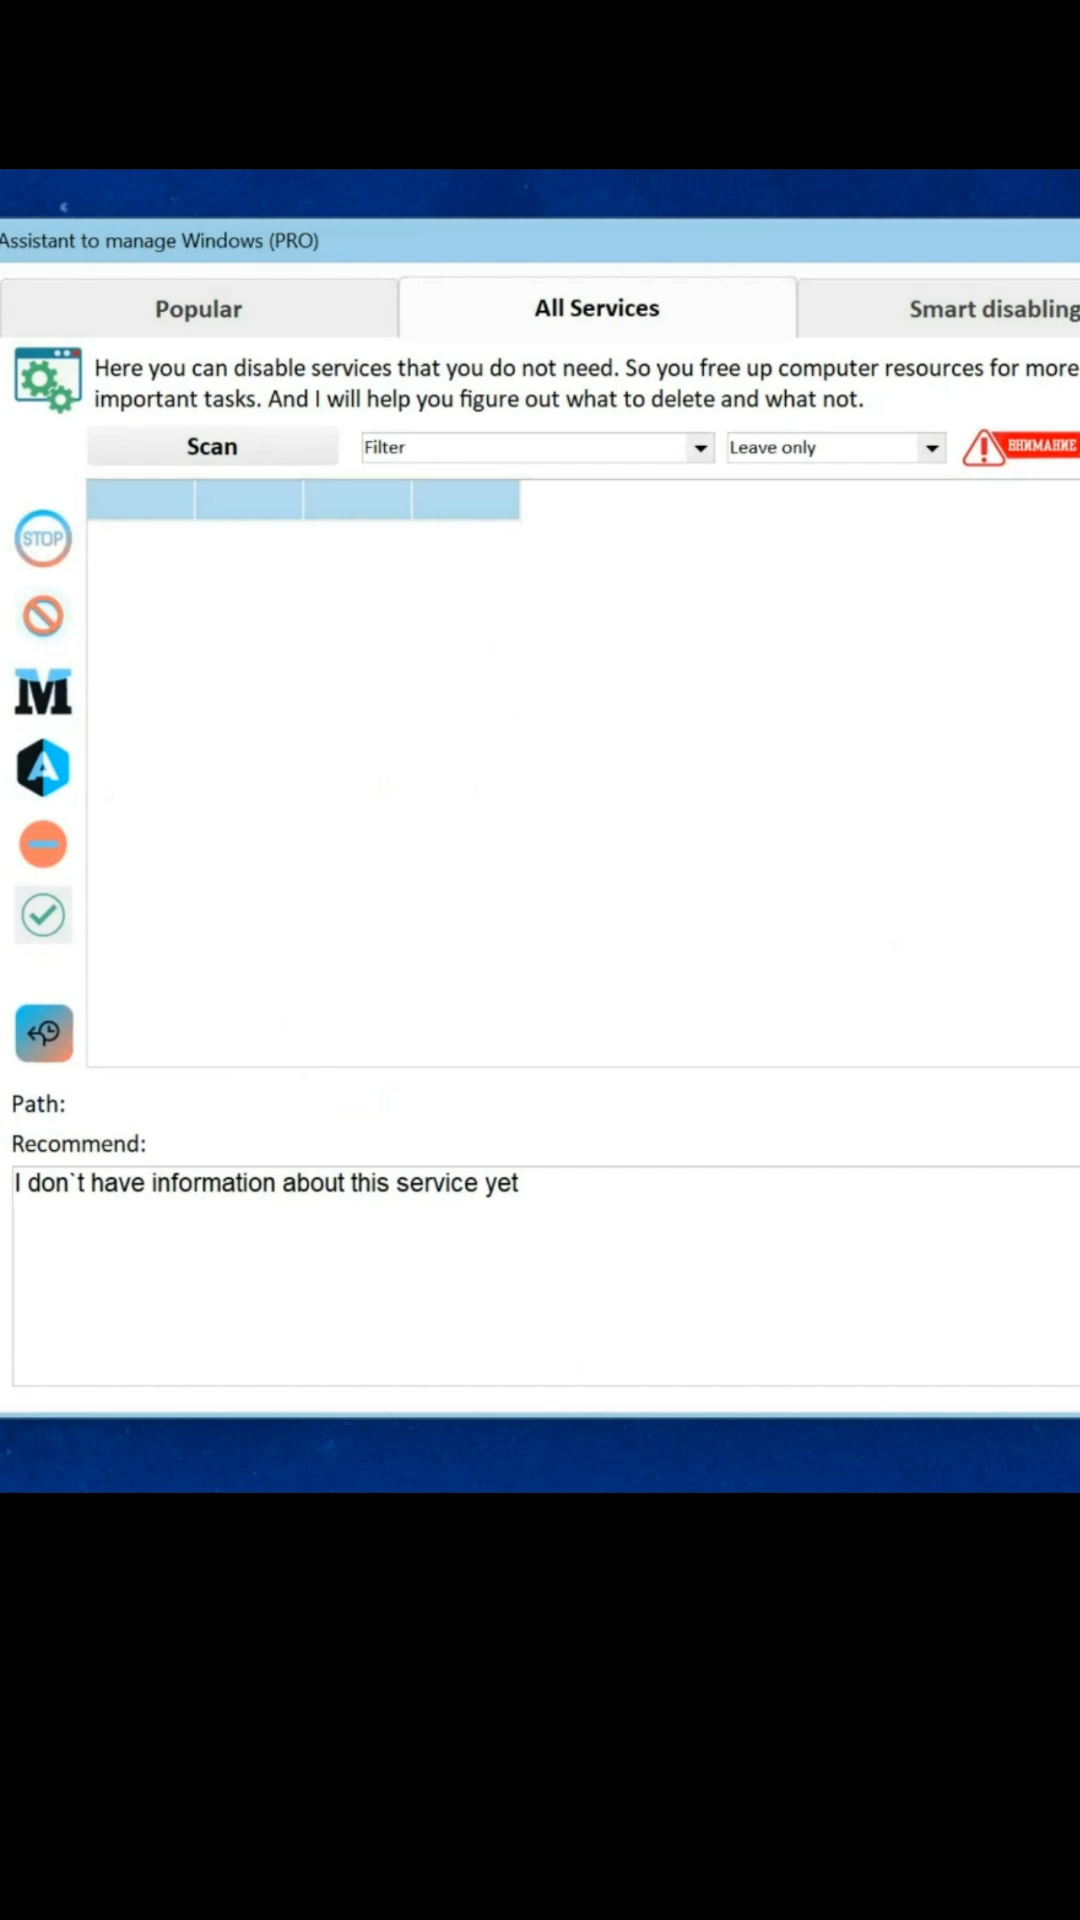 Assistant to manage Windows (PRO)
Popular
All Services
Smart disabling
Here you can disable services that you do not need. So you free up computer resources for more
important tasks. And I will help you figure out what to delete and what not.
Scan
Filter
Leave only
ВНИМАНИЕ
STOP
M
A
Path:
Recommend:
I don`t have information about this service yet